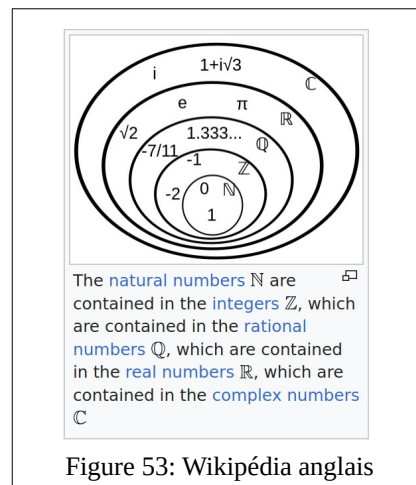 i 1+i√3 ℂ
e π ℝ
√2 1.333... ℚ
-7/11 -1 ℤ
-2 0 ℕ
1
The natural numbers ℕ are
contained in the integers ℤ, which
are contained in the rational
numbers ℚ, which are contained
in the real numbers ℝ, which are
contained in the complex numbers
ℂ
Figure 53: Wikipédia anglais